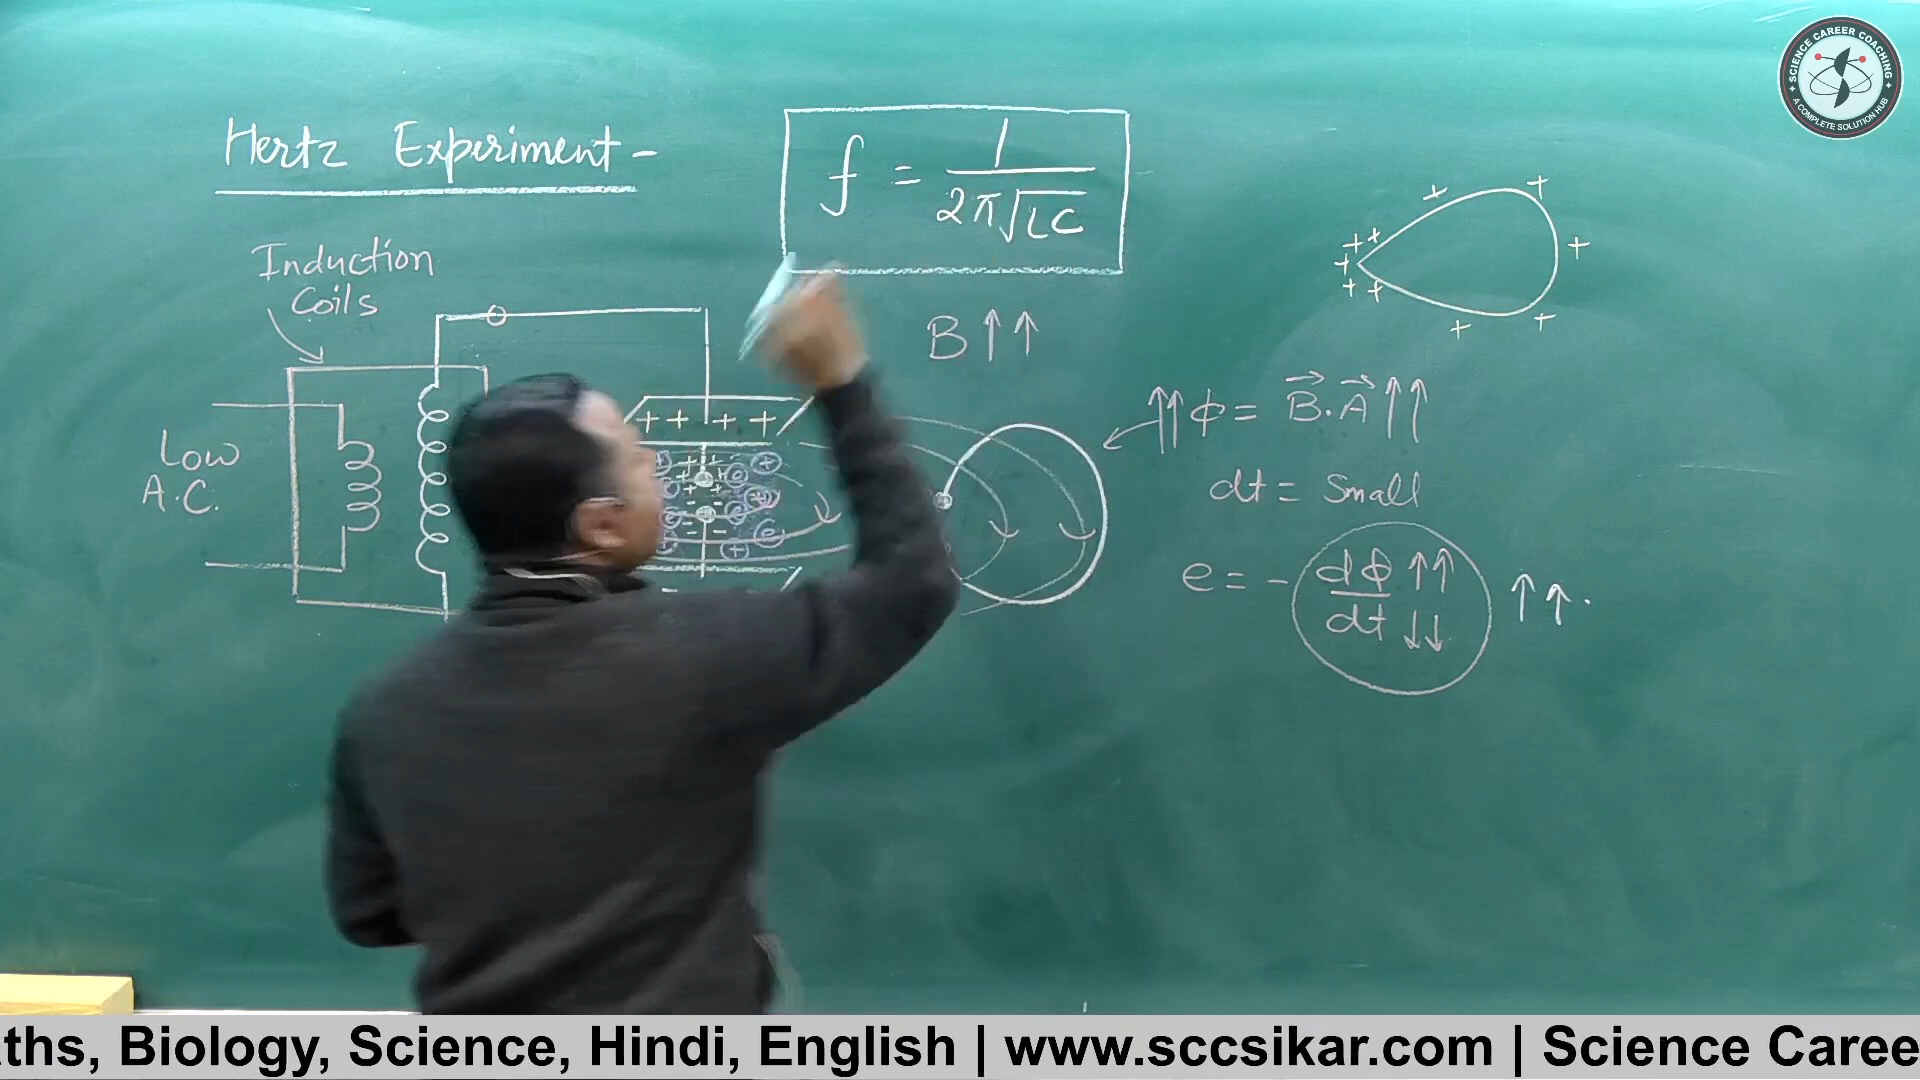 Hertz Experiment -
f = 1 / 2π√LC
Induction
Coils
Low
A.C.
B↑↑
↑↑ϕ = B⃗.A⃗↑↑
dt = Small
e = - dϕ↑↑ / dt↓↓ ↑↑.
SCIENCE CAREER COACHING
A COMPLETE SOLUTION HUB
ths, Biology, Science, Hindi, English | www.sccsikar.com | Science Caree